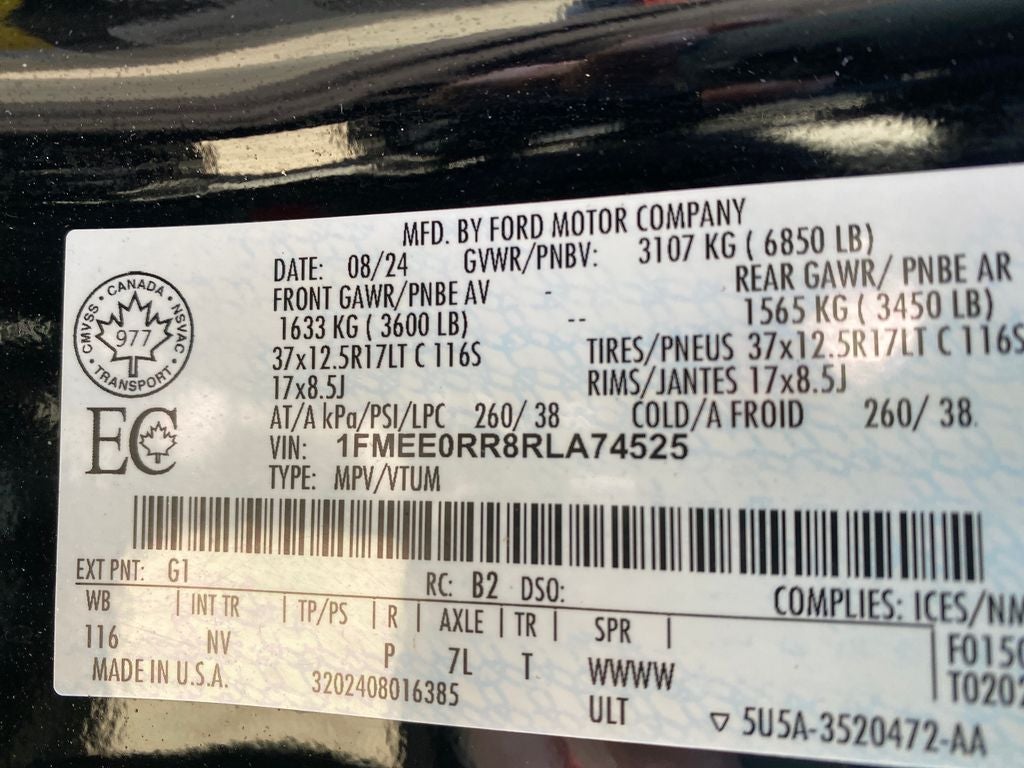 MFD. BY FORD MOTOR COMPANY
DATE: 08/24 GVWR/PNBV: 3107 KG ( 6850 LB)
FRONT GAWR/PNBE AV - REAR GAWR/ PNBE AR
1633 KG ( 3600 LB) -- 1565 KG ( 3450 LB)
37x12.5R17LT C 116S TIRES/PNEUS 37x12.5R17LT C 116S
17x8.5J RIMS/JANTES 17x8.5J
AT/A kPa/PSI/LPC 260/ 38 COLD/A FROID 260/ 38
VIN: 1FMEE0RR8RLA74525
TYPE: MPV/VTUM
CANADA
CMVSS
NSVAC
977
TRANSPORT
EC
EXT PNT: G1 RC: B2 DSO:
COMPLIES: ICES/NM
WB | INT TR | TP/PS | R | AXLE | TR | SPR |
116 NV P 7L T WWWW
F0150
T0202
MADE IN U.S.A. 3202408016385 ULT ▽ 5U5A-3520472-AA